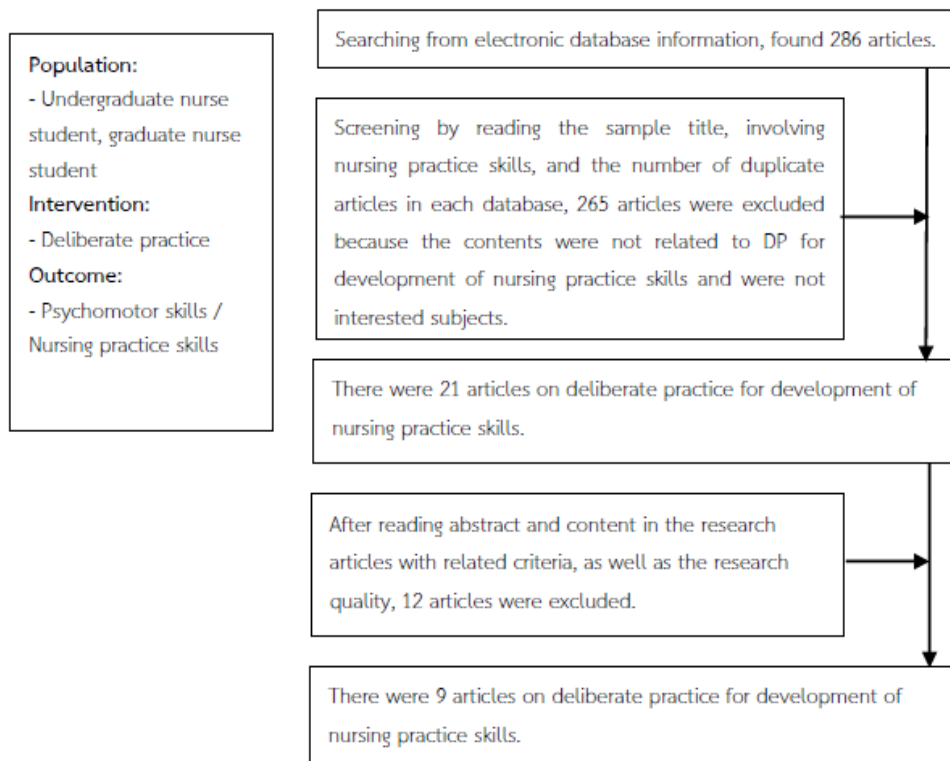 Population:
- Undergraduate nurse
student, graduate nurse
student
Intervention:
- Deliberate practice
Outcome:
- Psychomotor skills /
Nursing practice skills
Searching from electronic database information, found 286 articles.
Screening by reading the sample title, involving
nursing practice skills, and the number of duplicate
articles in each database, 265 articles were excluded
because the contents were not related to DP for
development of nursing practice skills and were not
interested subjects.
There were 21 articles on deliberate practice for development of
nursing practice skills.
After reading abstract and content in the research
articles with related criteria, as well as the research
quality, 12 articles were excluded.
There were 9 articles on deliberate practice for development of
nursing practice skills.